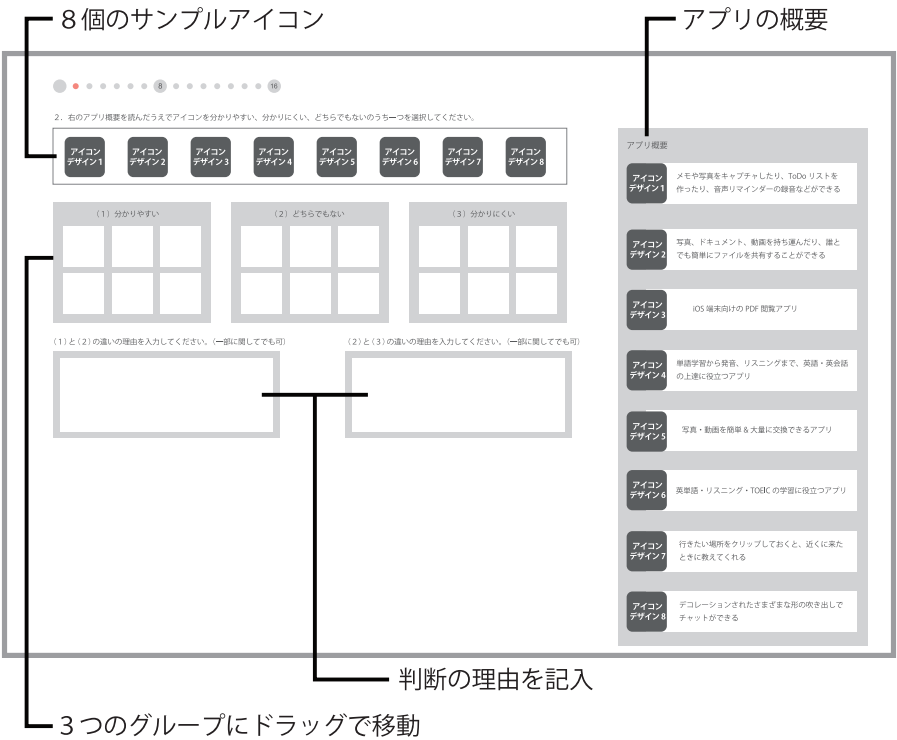 ８個のサンプルアイコン
アプリの概要
8
16
２．右のアプリ概要を読んだうえでアイコンを分かりやすい、分かりにくい、どちらでもないのうち一つを選択してください。
アイコン
デザイン 1
アイコン
デザイン 2
アイコン
デザイン 3
アイコン
デザイン 4
アイコン
デザイン 5
アイコン
デザイン 6
アイコン
デザイン 7
アイコン
デザイン 8
（1）分かりやすい
（2）どちらでもない
（3）分かりにくい
（1）と（2）の違いの理由を入力してください。（一部に関してでも可）
（2）と（3）の違いの理由を入力してください。（一部に関してでも可）
アプリ概要
アイコン
デザイン 1
メモや写真をキャプチャしたり、ToDo リストを
作ったり、音声リマインダーの録音などができる
アイコン
デザイン 2
写真、ドキュメント、動画を持ち運んだり、誰と
でも簡単にファイルを共有することができる
アイコン
デザイン 3
iOS 端末向けの PDF 閲覧アプリ
アイコン
デザイン 4
単語学習から発音、リスニングまで、英語・英会話
の上達に役立つアプリ
アイコン
デザイン 5
写真・動画を簡単 & 大量に交換できるアプリ
アイコン
デザイン 6
英単語・リスニング・TOEIC の学習に役立つアプリ
アイコン
デザイン 7
行きたい場所をクリップしておくと、近くに来た
ときに教えてくれる
アイコン
デザイン 8
デコレーションされたさまざまな形の吹き出しで
チャットができる
判断の理由を記入
３つのグループにドラッグで移動